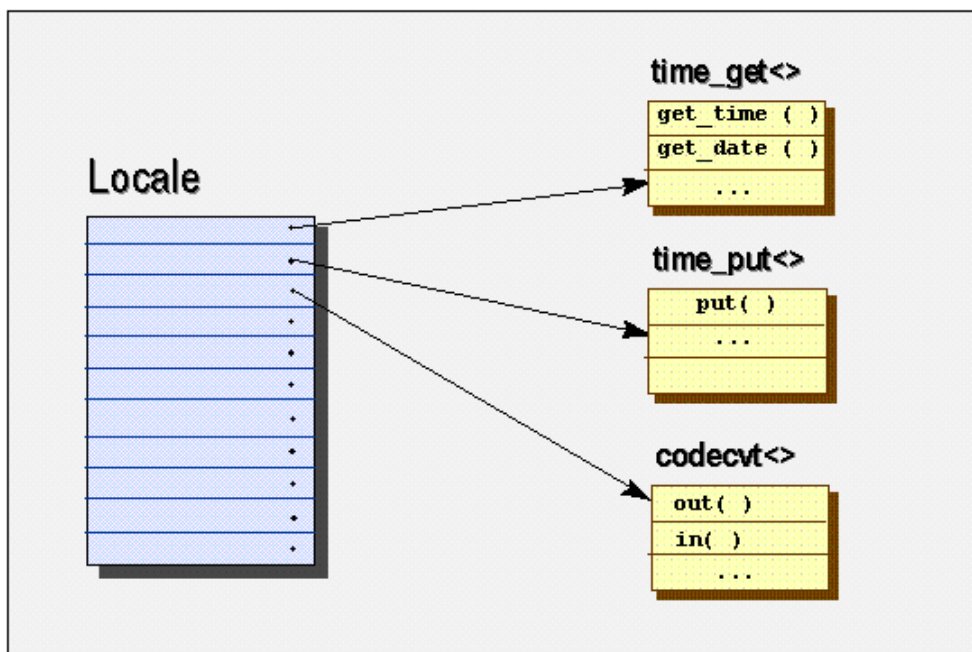 Locale
time_get<>
get_time ( )
get_date ( )
...
time_put<>
put( )
...
codecvt<>
out( )
in( )
...